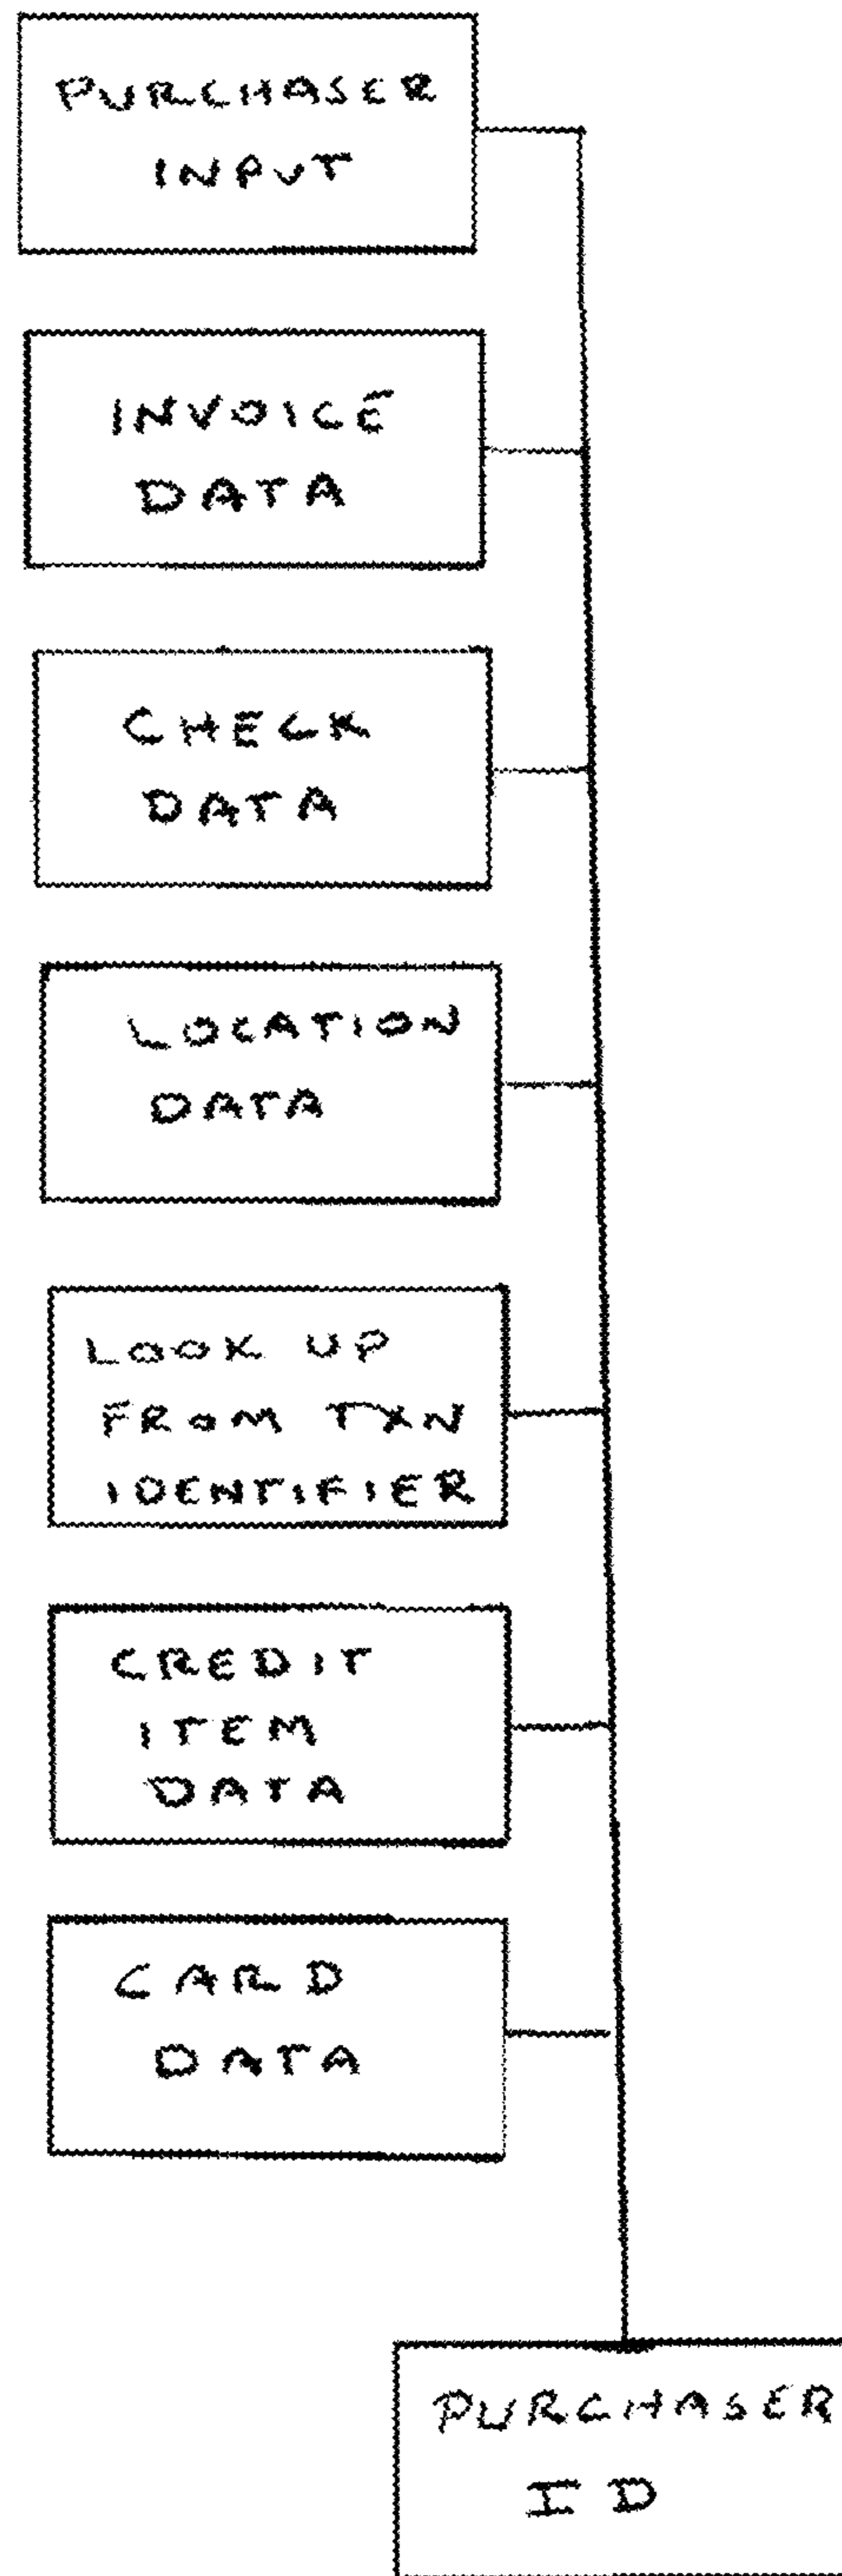 PURCHASER
INPUT
INVOICE
DATA
CHECK
DATA
LOCATION
DATA
LOOK UP
FROM TXN
IDENTIFIER
CREDIT
ITEM
DATA
CARD
DATA
PURCHASER
ID